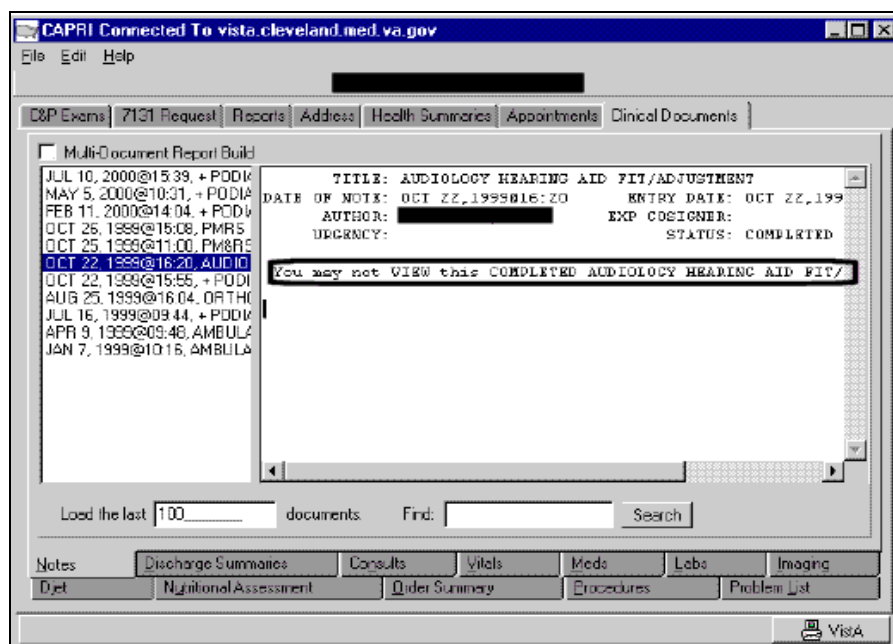 CAPRI Connected To vista.cleveland.med.va.gov
File Edit Help
C&P Exams 7131 Request Reports Address Health Summaries Appointments Clinical Documents
Multi-Document Report Build
JUL 10, 2000@15:39, + PODIA
MAY 5, 2000@10:31, + PODIA
FEB 11, 2000@14:04, + PODIA
OCT 26, 1999@15:08, PMRS
OCT 25, 1999@11:00, PM&RS
OCT 22, 1999@16:20, AUDIO
OCT 22, 1999@15:55, + PODI
AUG 25, 1999@16:04, ORTHO
JUL 16, 1999@09:44, + PODIA
APR 9, 1999@09:48, AMBULA
JAN 7, 1999@10:16, AMBULA
TITLE: AUDIOLOGY HEARING AID FIT/ADJUSTMENT
DATE OF NOTE: OCT 22,1999@16:20 ENTRY DATE: OCT 22,199
AUTHOR: EXP COSIGNER:
URGENCY: STATUS: COMPLETED
You may not VIEW this COMPLETED AUDIOLOGY HEARING AID FIT/
Load the last 100 documents. Find: Search
Notes Discharge Summaries Consults Vitals Meds Labs Imaging
Diet Nutritional Assessment Order Summary Procedures Problem List
VistA